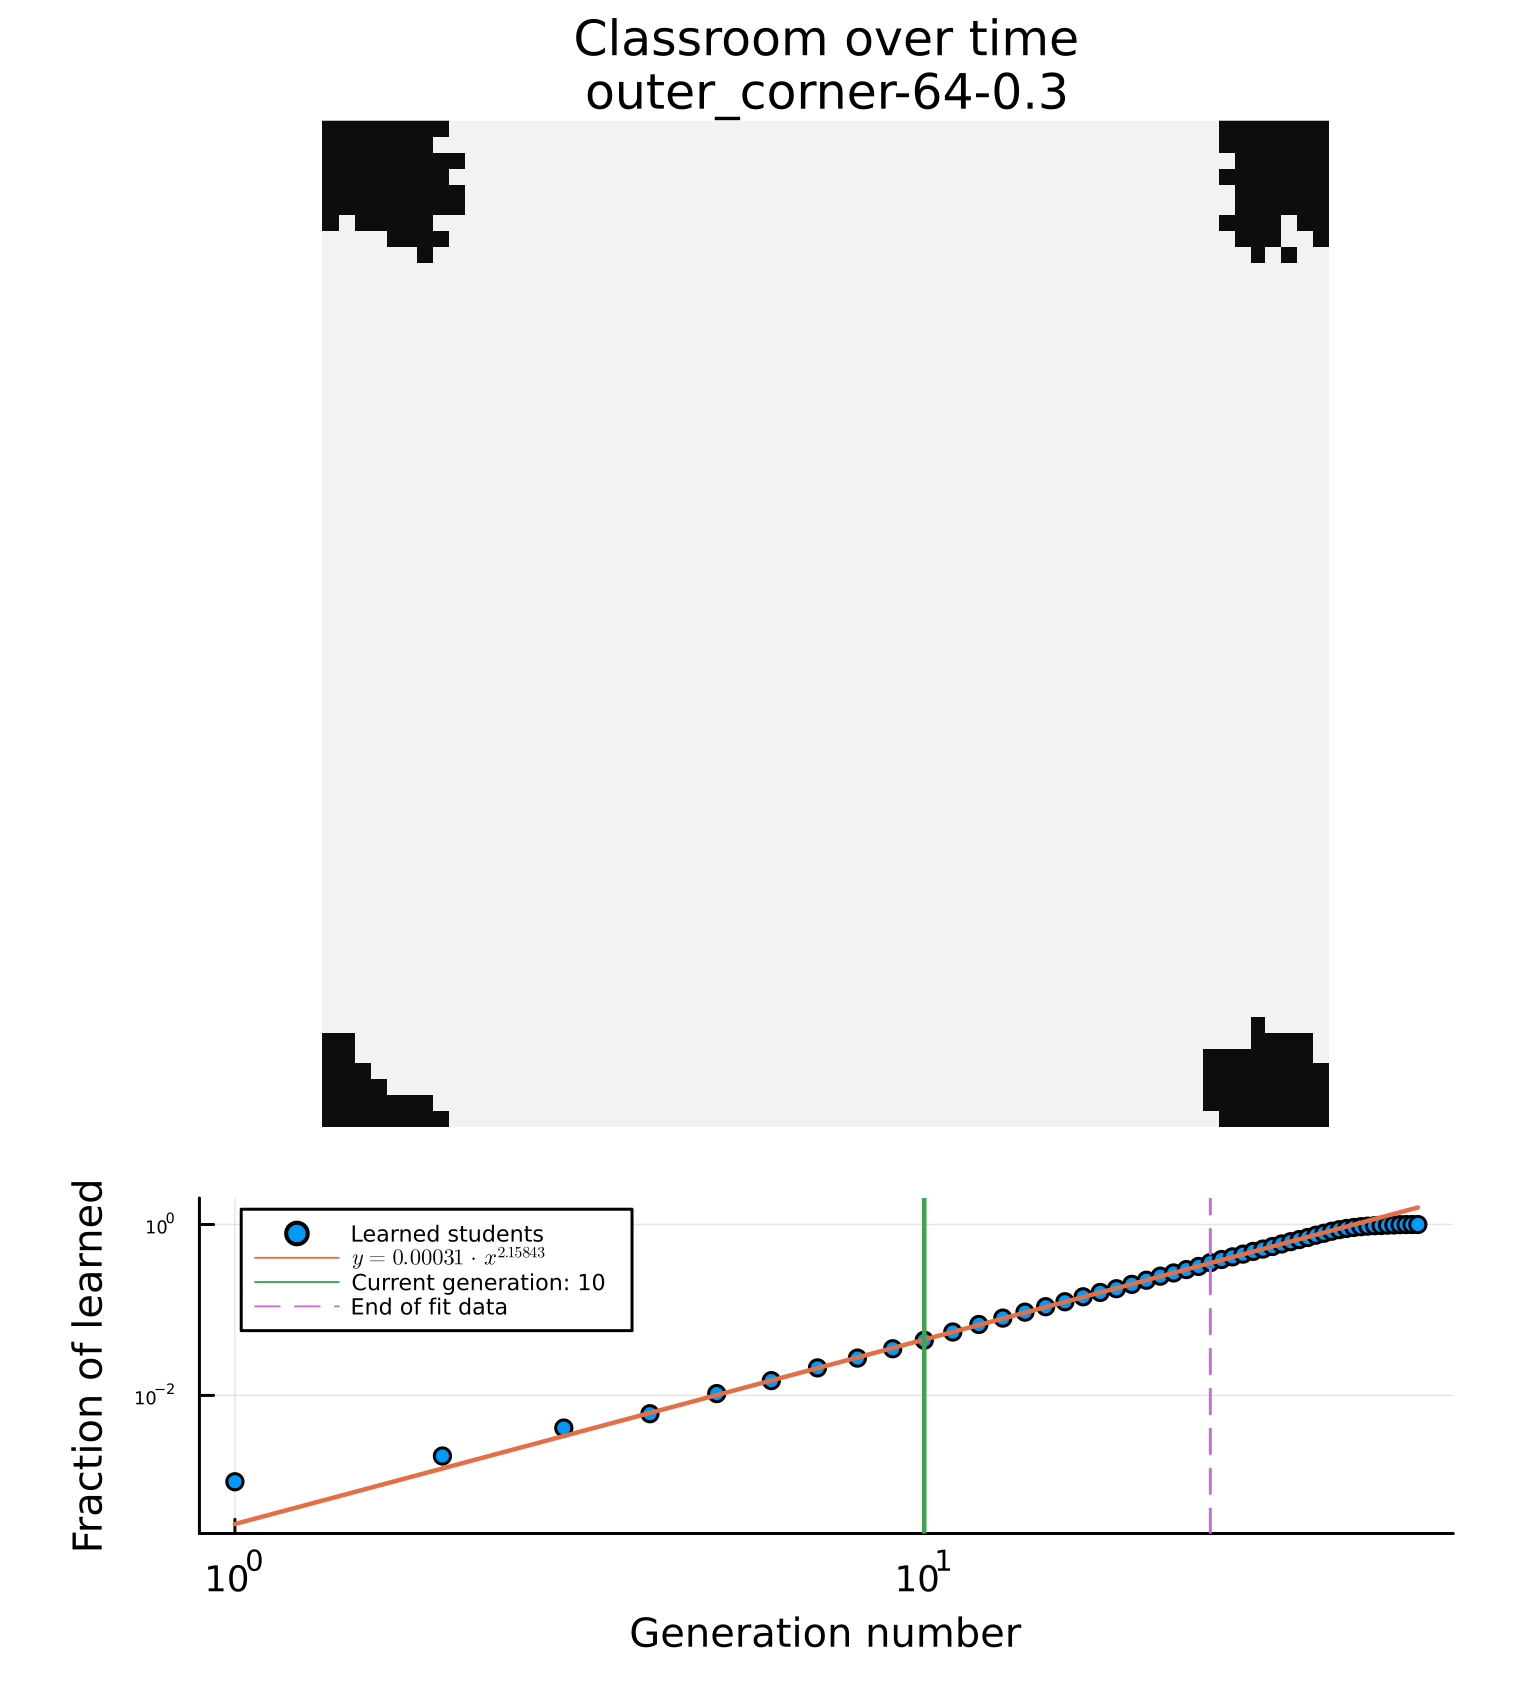 Classroom over time
outer_corner-64-0.3
Fraction of learned
10^0
10^-2
Learned students
y = 0.00031 · x^2.15843
Current generation: 10
End of fit data
10^0
10^1
Generation number